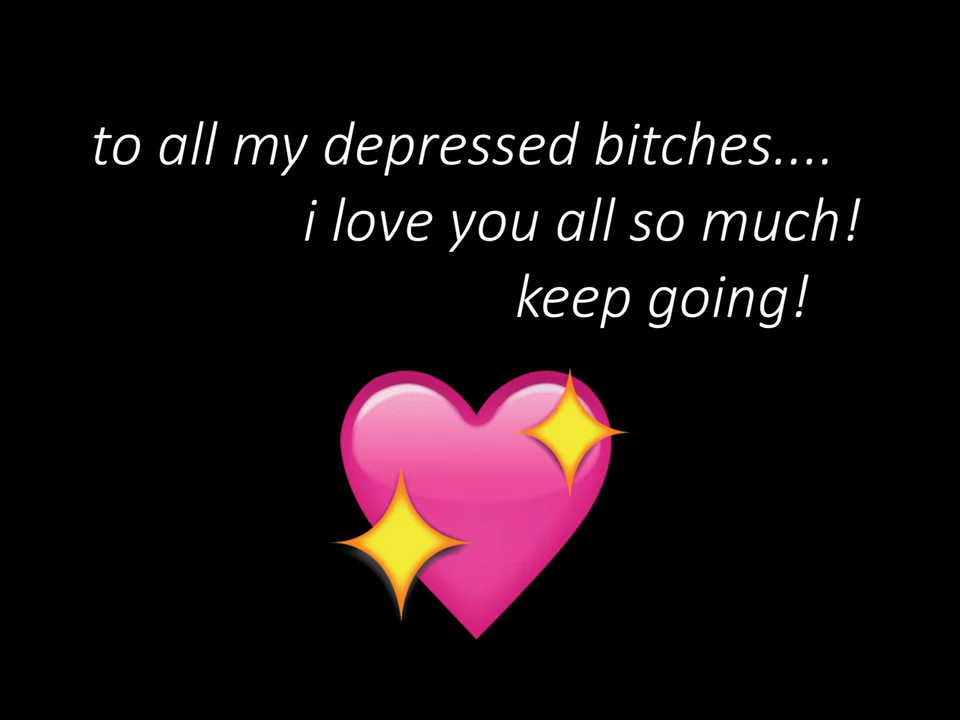 to all my depressed bitches....
i love you all so much!
keep going!